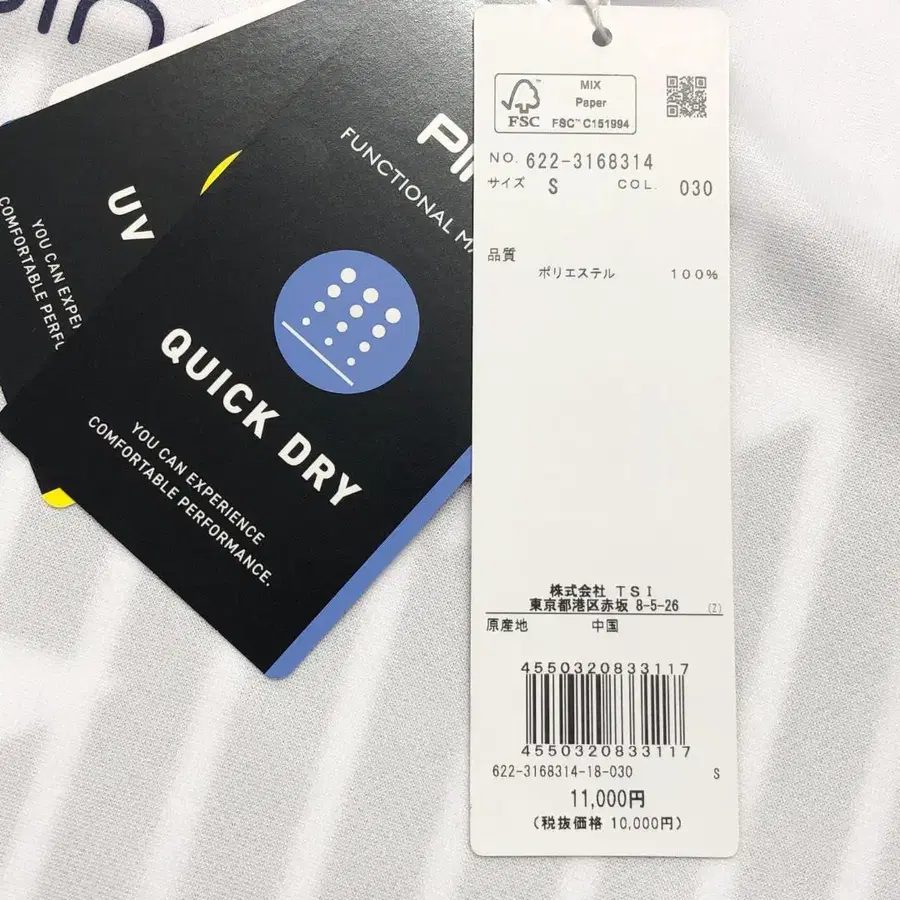 UV
YOU CAN
COMFORTABLE
FUNCTIONAL
QUICK DRY
YOU CAN EXPERIENCE
COMFORTABLE PERFORMANCE.
FSC™
MIX
Paper
FSC™ C151994
NO. 622-3168314
サイズ S COL. 030
品質
ポリエステル 100%
株式会社 TSI
東京都港区赤坂 8-5-26 (Z)
原産地 中国
4550320833117
4550320833117
622-3168314-18-030 S
11,000円
(税抜価格 10,000円)